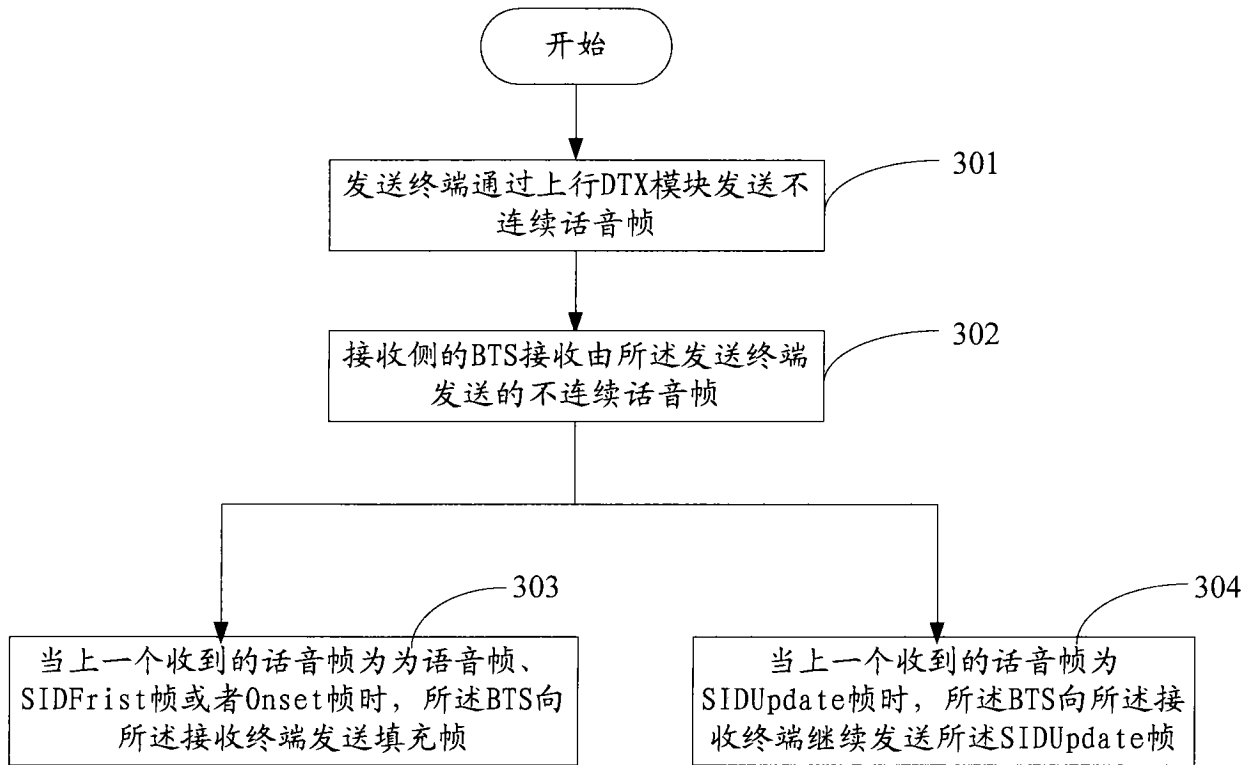 开始
发送终端通过上行DTX模块发送不
连续话音帧
301
接收侧的BTS接收由所述发送终端
发送的不连续话音帧
302
303
当上一个收到的话音帧为为语音帧、
SIDFrist帧或者Onset帧时，所述BTS向
所述接收终端发送填充帧
304
当上一个收到的话音帧为
SIDUpdate帧时，所述BTS向所述接
收终端继续发送所述SIDUpdate帧